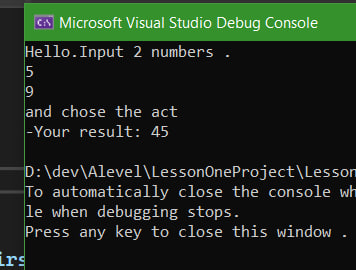 Microsoft Visual Studio Debug Console
Hello.Input 2 numbers .
5
9
and chose the act
-Your result: 45
D:\dev\Alevel\LessonOneProject\Lesson
To automatically close the console wh
le when debugging stops.
Press any key to close this window .
irs